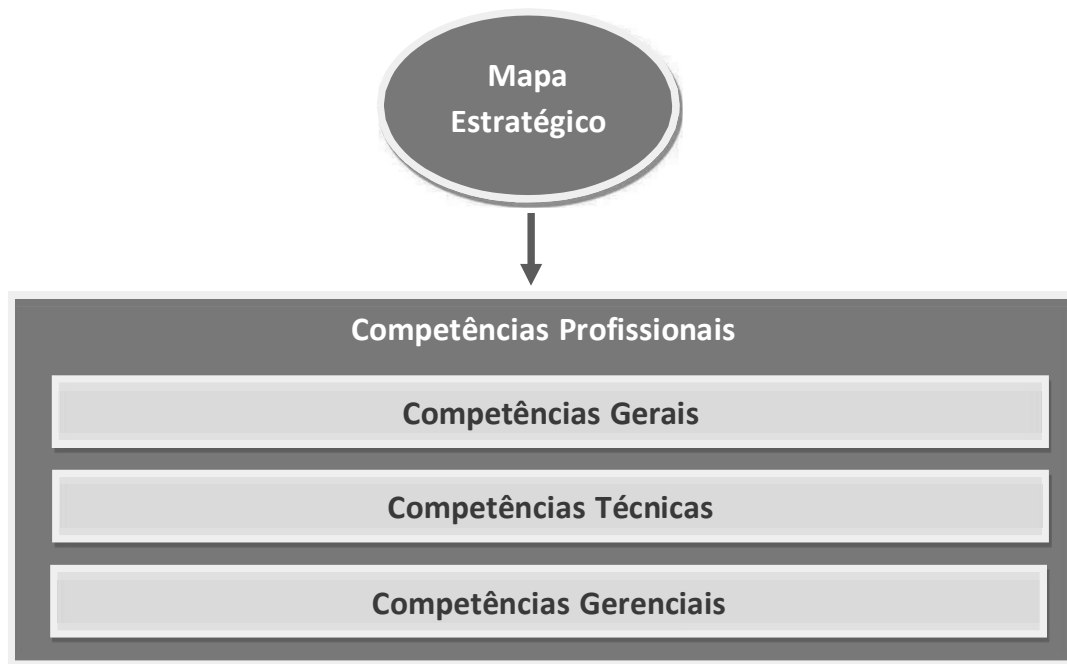 Mapa
Estratégico
Competências Profissionais
Competências Gerais
Competências Técnicas
Competências Gerenciais